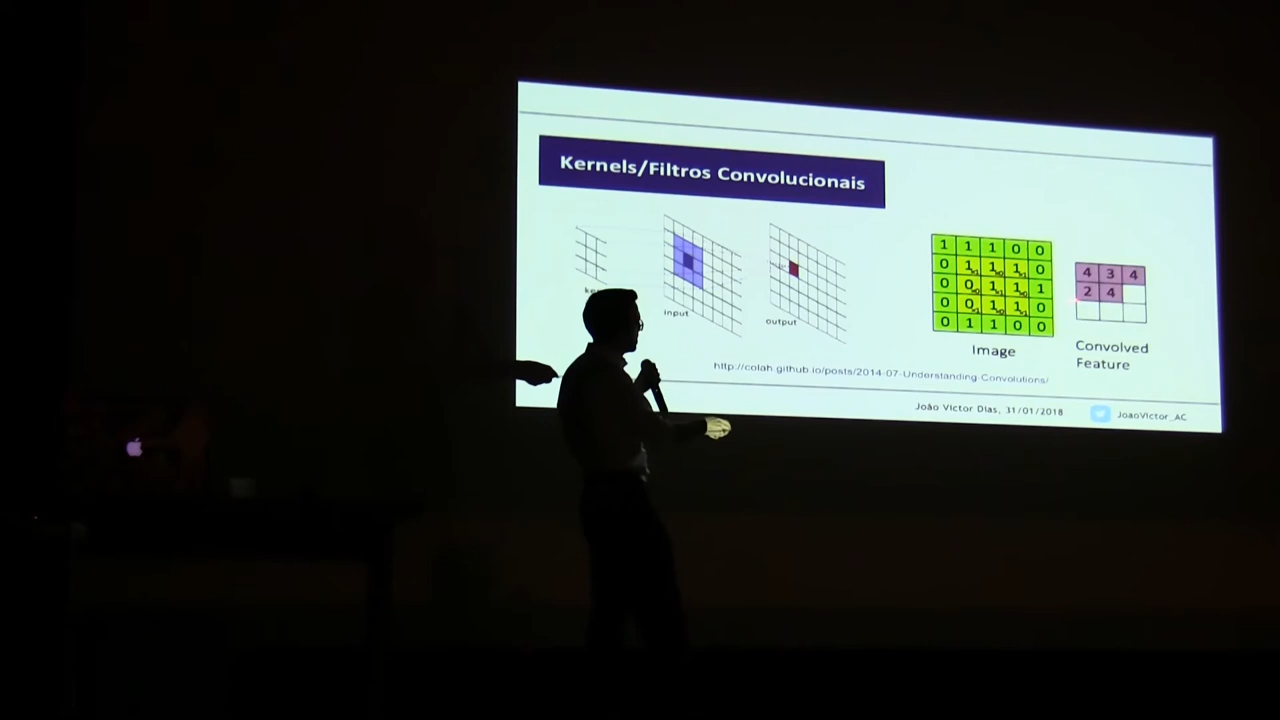 Kernels/Filtros Convolucionais
input
output
1 1 1 0 0
0 1 1 1 0
0 0 1 1 1
0 0 1 1 0
0 1 1 0 0
Image
4 3 4
2 4
Convolved
Feature
http://colah.github.io/posts/2014-07-Understanding-Convolutions/
João Victor Dias, 31/01/2018
JoaoVictor_AC